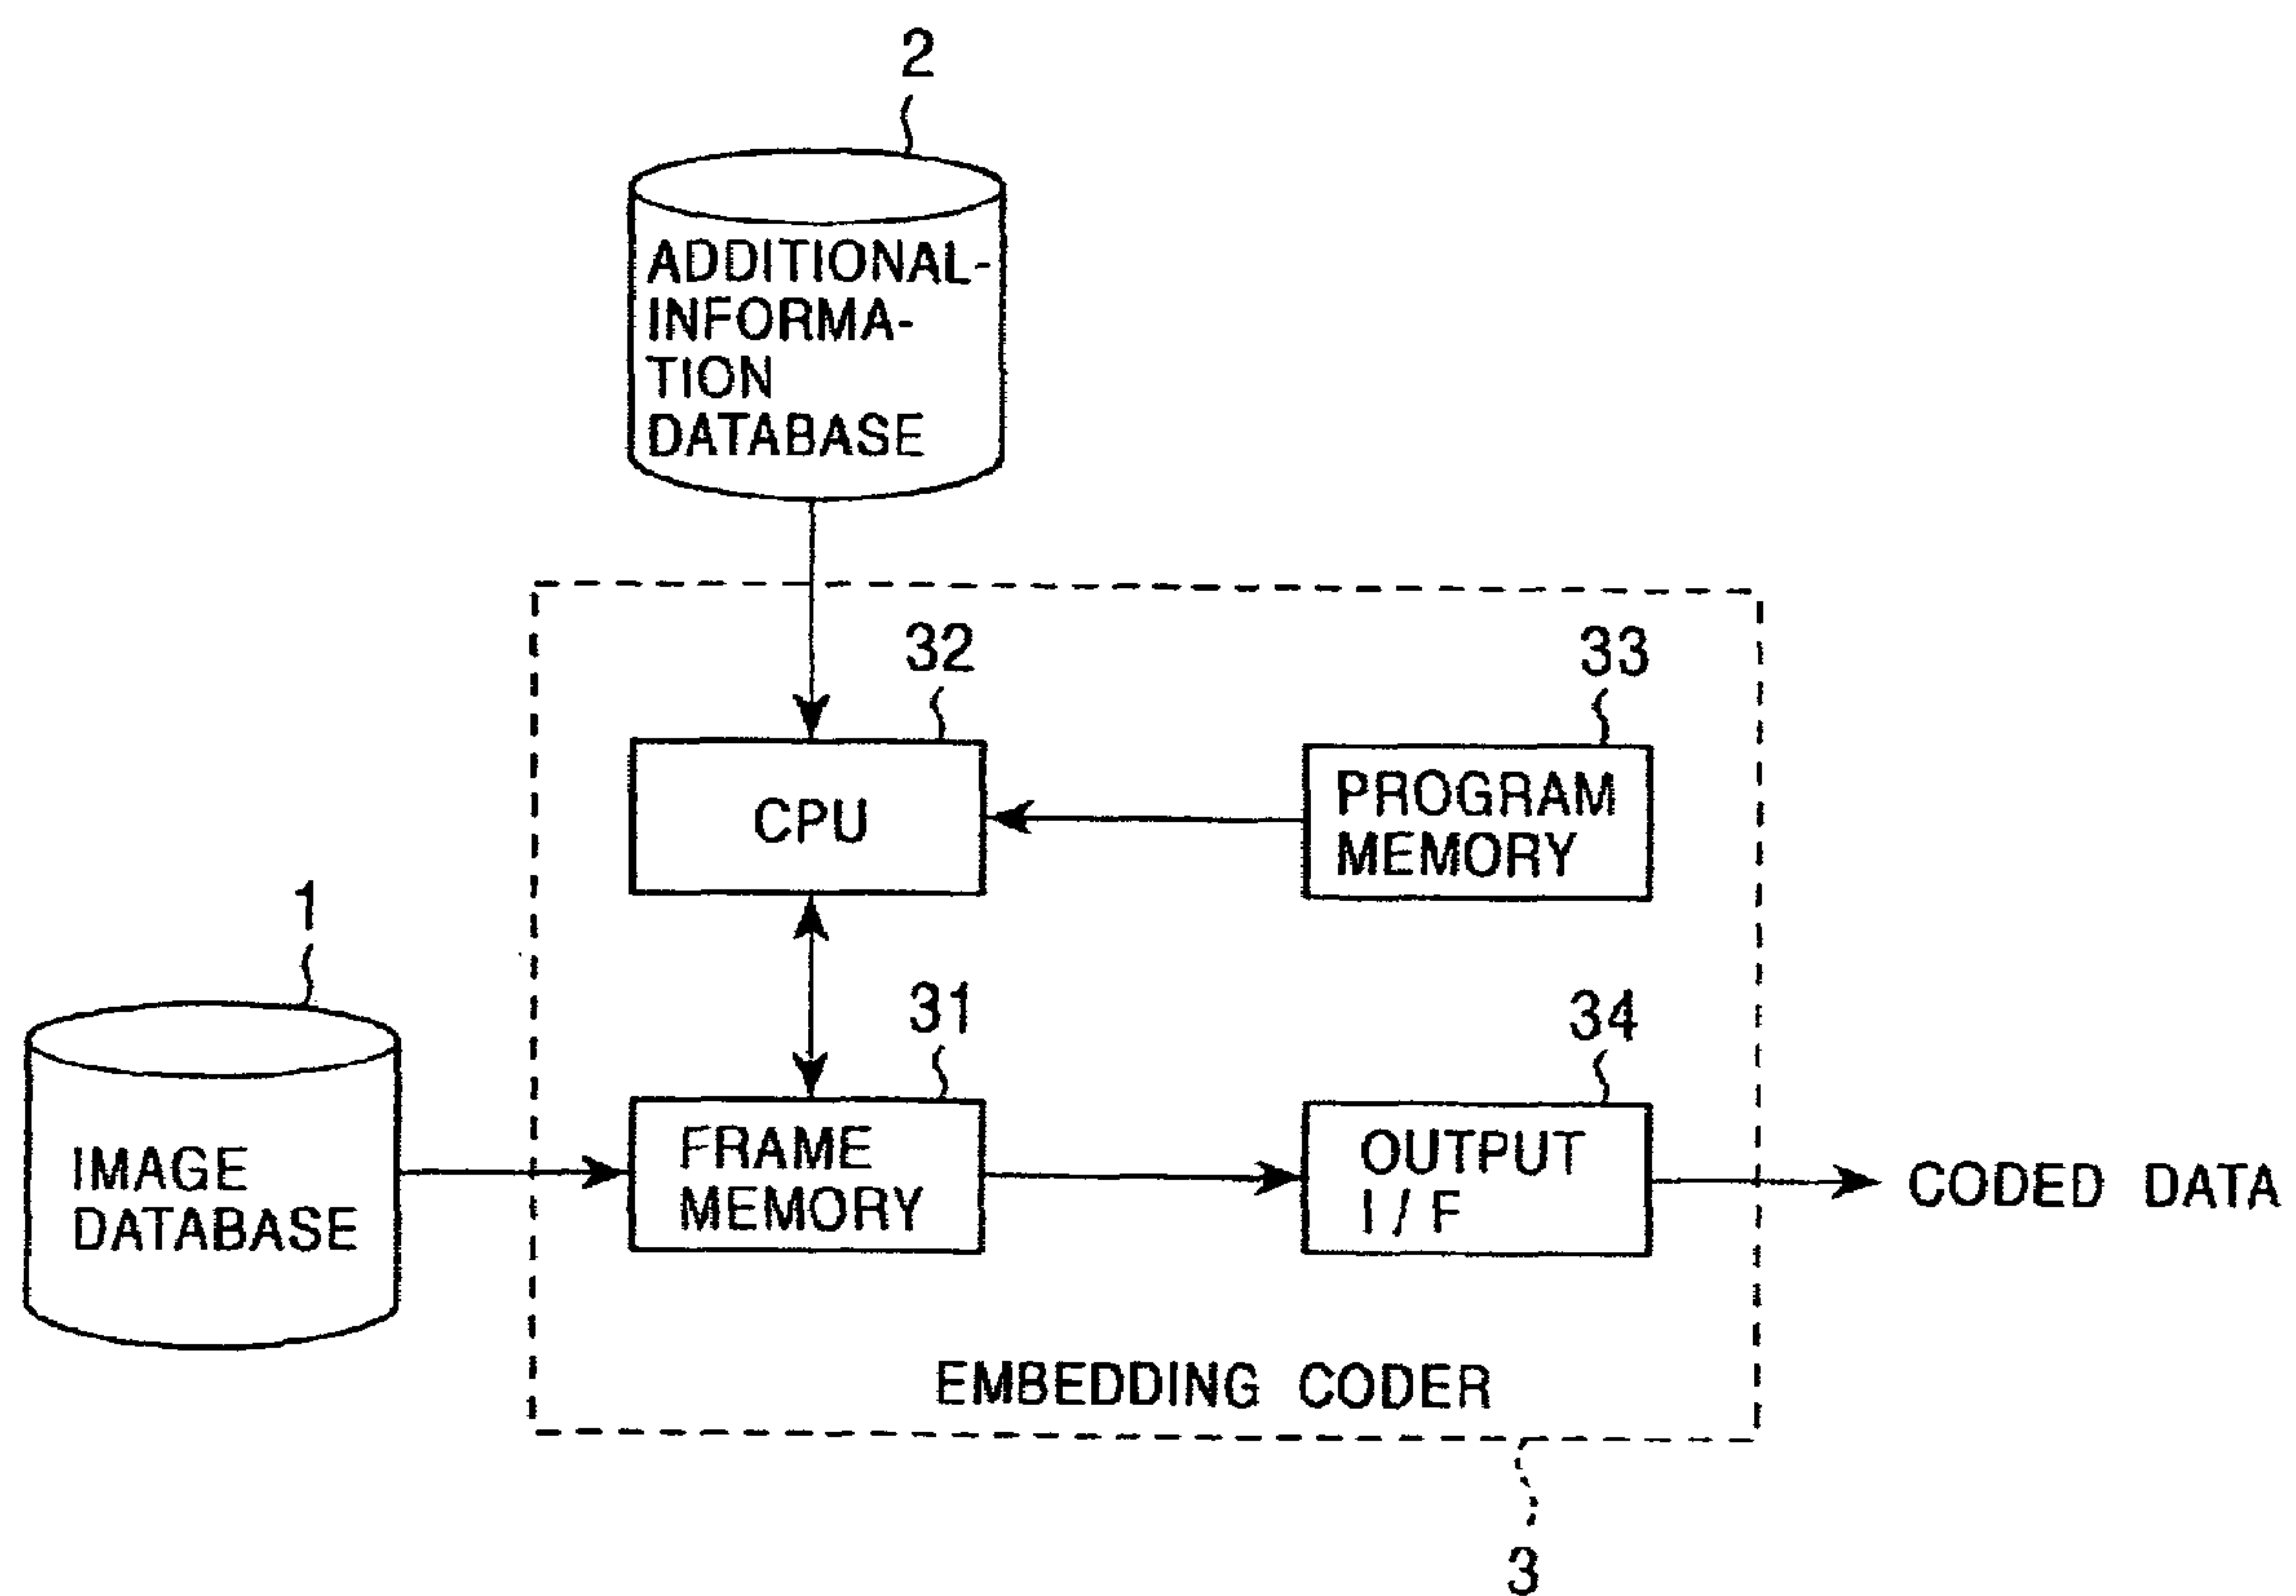 2
ADDITIONAL-
INFORMA-
TION
DATABASE
32
33
CPU
PROGRAM
MEMORY
1
31
34
IMAGE
DATABASE
FRAME
MEMORY
OUTPUT
I / F
CODED DATA
EMBEDDING CODER
3